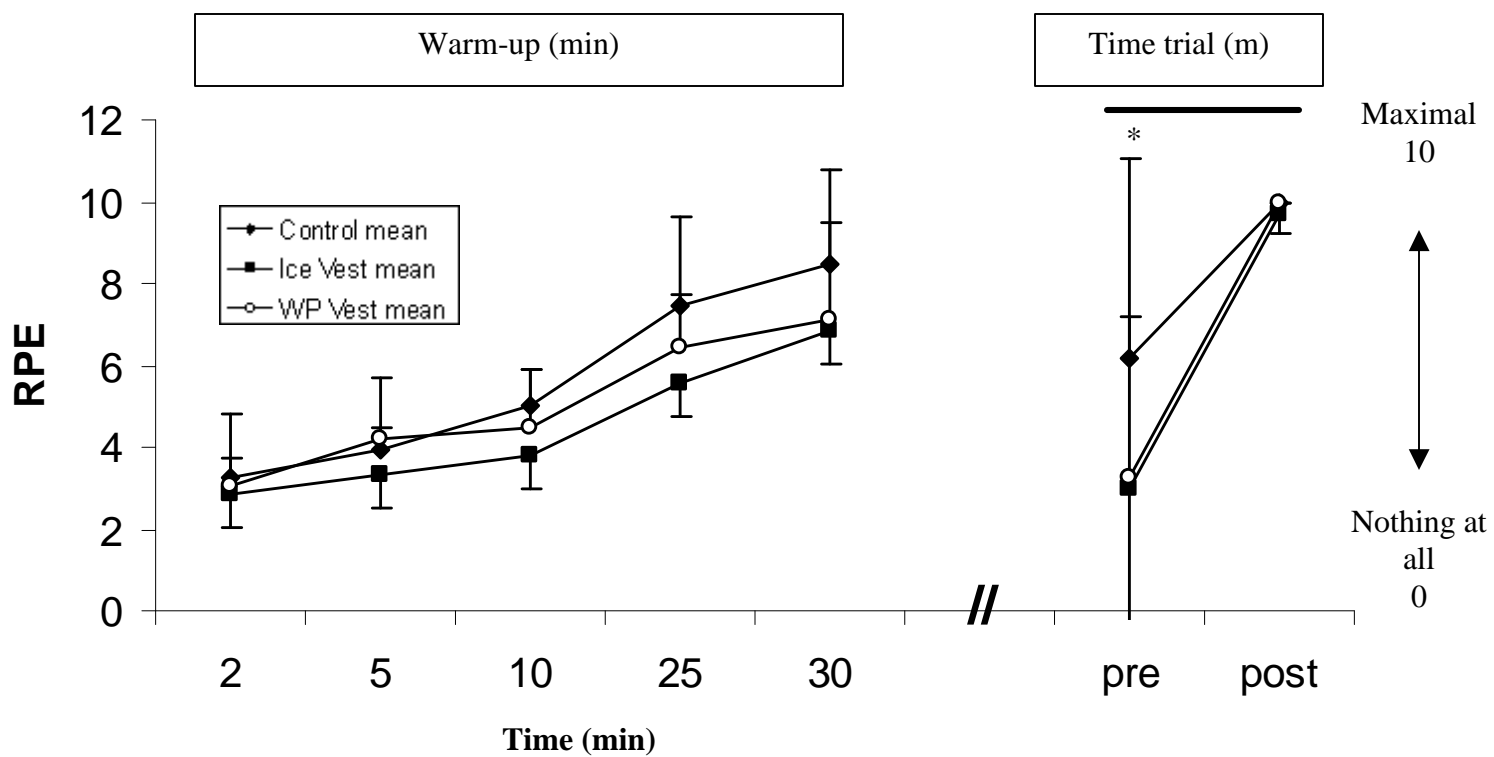 Warm-up (min)
Time trial (m)
12
10
8
6
4
2
0
RPE
Control mean
Ice Vest mean
WP Vest mean
*
Maximal
10
Nothing at
all
0
//
2 5 10 25 30 pre post
Time (min)